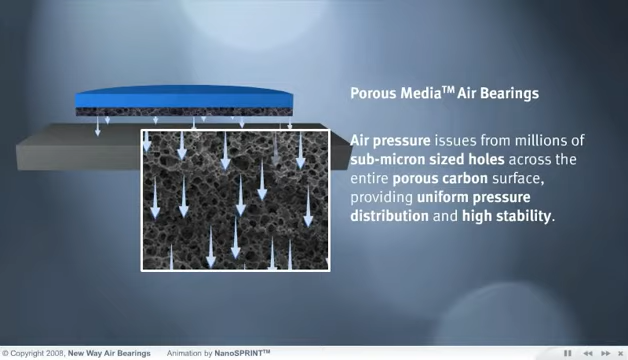 Porous Media™ Air Bearings
Air pressure issues from millions of
sub-micron sized holes across the
entire porous carbon surface,
providing uniform pressure
distribution and high stability.
© Copyright 2008, New Way Air Bearings Animation by NanoSPRINT™